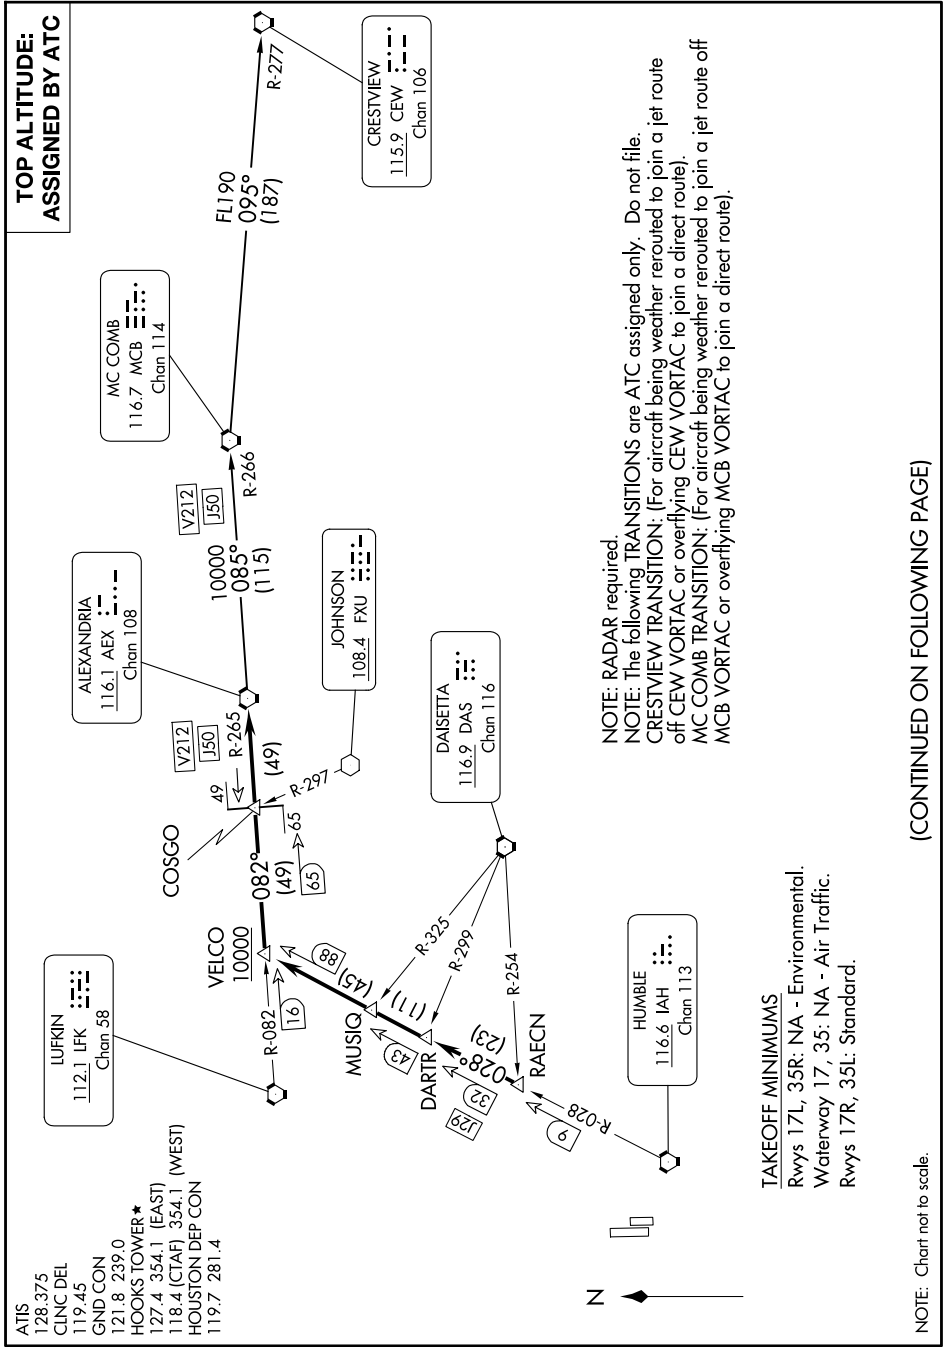 TOP ALTITUDE:
ASSIGNED BY ATC
ATIS
128.375
CLNC DEL
119.45
GND CON
121.8 239.0
HOOKS TOWER★
127.4 354.1 (EAST)
118.4 (CTAF) 354.1 (WEST)
HOUSTON DEP CON
119.7 281.4
LUFKIN
112.1 LFK
Chan 58
ALEXANDRIA
116.1 AEX
Chan 108
MC COMB
116.7 MCB
Chan 114
CRESTVIEW
115.9 CEW
Chan 106
JOHNSON
108.4 FXU
DAISETTA
116.9 DAS
Chan 116
HUMBLE
116.6 IAH
Chan 113
R-277
FL190
095°
(187)
R-266
V212
J50
10000
085°
(115)
V212
J50
R-265
(49)
49
COSGO
65
65
R-297
082°
(49)
VELCO
10000
R-082
16
88
(45)
MUSIQ
R-325
(11)
43
DARTR
R-299
R-254
(23)
028°
RAECN
32
J29
9
R-028
N
NOTE: RADAR required.
NOTE: The following TRANSITIONS are ATC assigned only. Do not file.
CRESTVIEW TRANSITION: (For aircraft being weather rerouted to join a jet route
off CEW VORTAC or overflying CEW VORTAC to join a direct route).
MC COMB TRANSITION: (For aircraft being weather rerouted to join a jet route off
MCB VORTAC or overflying MCB VORTAC to join a direct route).
TAKEOFF MINIMUMS
Rwys 17L, 35R: NA - Environmental.
Waterway 17, 35: NA - Air Traffic.
Rwys 17R, 35L: Standard.
(CONTINUED ON FOLLOWING PAGE)
NOTE: Chart not to scale.